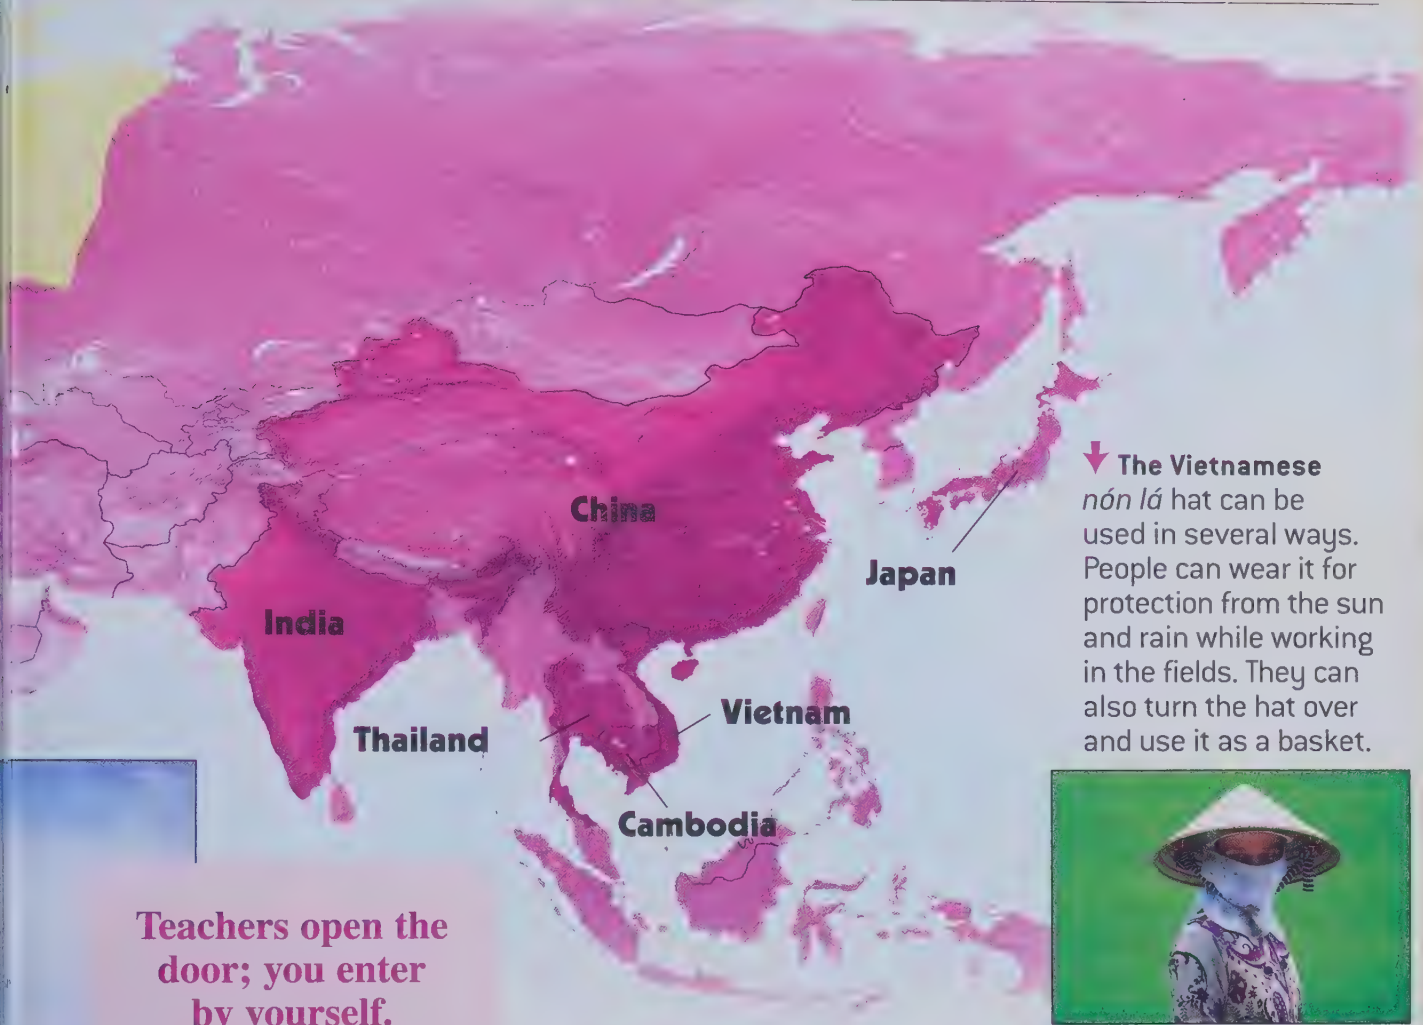 China
Japan
India
Thailand
Vietnam
Cambodia
The Vietnamese
nón lá hat can be
used in several ways.
People can wear it for
protection from the sun
and rain while working
in the fields. They can
also turn the hat over
and use it as a basket.
Teachers open the
door; you enter
by yourself.